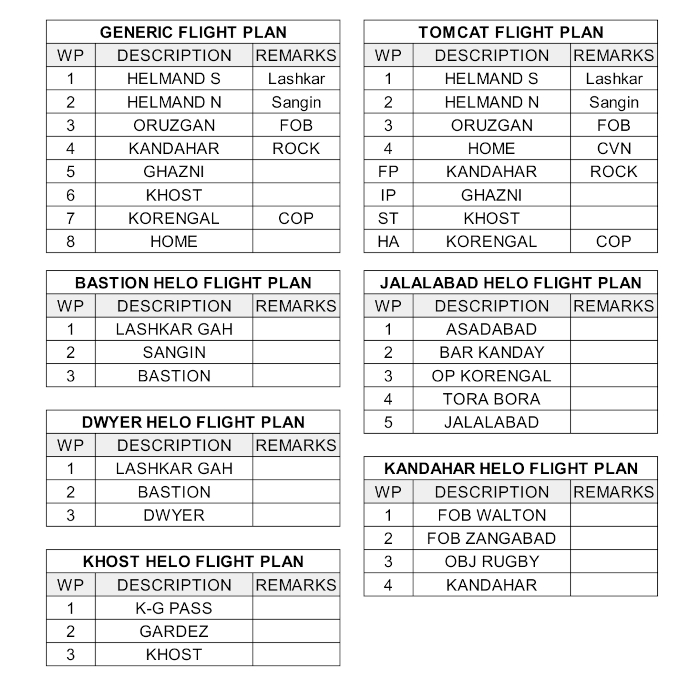 GENERIC FLIGHT PLAN
WP DESCRIPTION REMARKS
1 HELMAND S Lashkar
2 HELMAND N Sangin
3 ORUZGAN FOB
4 KANDAHAR ROCK
5 GHAZNI
6 KHOST
7 KORENGAL COP
8 HOME
TOMCAT FLIGHT PLAN
WP DESCRIPTION REMARKS
1 HELMAND S Lashkar
2 HELMAND N Sangin
3 ORUZGAN FOB
4 HOME CVN
FP KANDAHAR ROCK
IP GHAZNI
ST KHOST
HA KORENGAL COP
BASTION HELO FLIGHT PLAN
WP DESCRIPTION REMARKS
1 LASHKAR GAH
2 SANGIN
3 BASTION
JALALABAD HELO FLIGHT PLAN
WP DESCRIPTION REMARKS
1 ASADABAD
2 BAR KANDAY
3 OP KORENGAL
4 TORA BORA
5 JALALABAD
DWYER HELO FLIGHT PLAN
WP DESCRIPTION REMARKS
1 LASHKAR GAH
2 BASTION
3 DWYER
KANDAHAR HELO FLIGHT PLAN
WP DESCRIPTION REMARKS
1 FOB WALTON
2 FOB ZANGABAD
3 OBJ RUGBY
4 KANDAHAR
KHOST HELO FLIGHT PLAN
WP DESCRIPTION REMARKS
1 K-G PASS
2 GARDEZ
3 KHOST